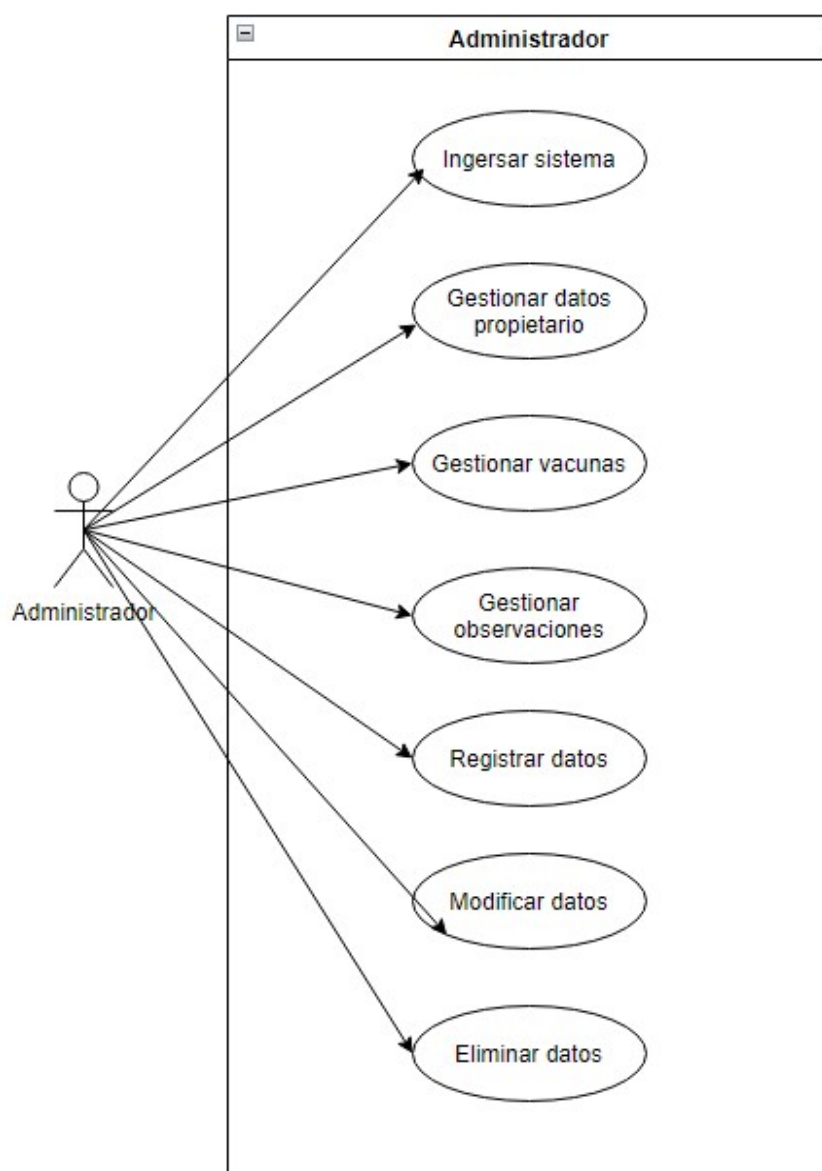 Administrador
Ingersar sistema
Gestionar datos
propietario
Gestionar vacunas
Gestionar
observaciones
Administrador
Registrar datos
Modificar datos
Eliminar datos